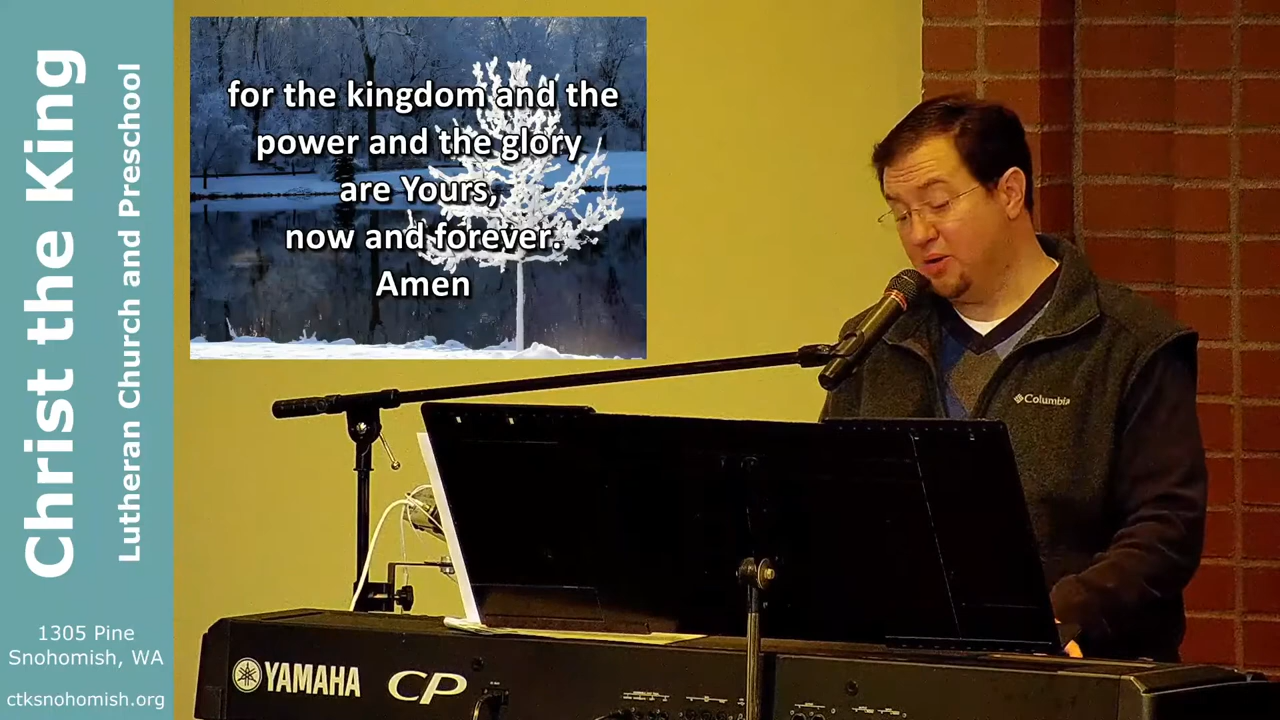 Christ the King
Lutheran Church and Preschool
1305 Pine
Snohomish, WA
ctksnohomish.org
for the kingdom and the
power and the glory
are Yours,
now and forever.
Amen
Columbia
YAMAHA CP